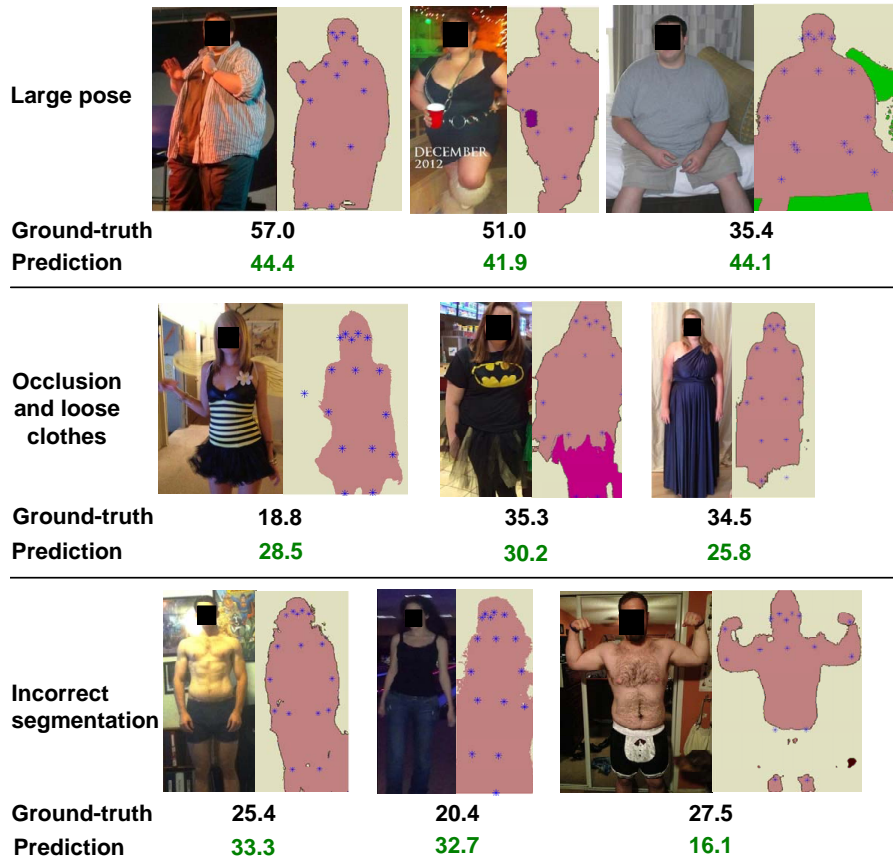 Large pose
DECEMBER
2012
Ground-truth 57.0 51.0 35.4
Prediction 44.4 41.9 44.1
Occlusion
and loose
clothes
Ground-truth 18.8 35.3 34.5
Prediction 28.5 30.2 25.8
Incorrect
segmentation
Ground-truth 25.4 20.4 27.5
Prediction 33.3 32.7 16.1